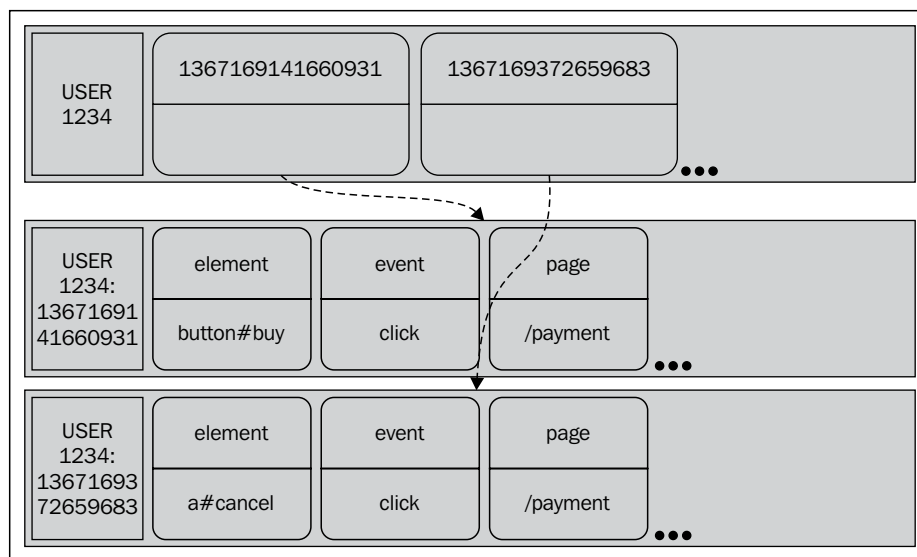 USER
1234
1367169141660931
1367169372659683
●●●
USER
1234:
13671691
41660931
element
event
page
button#buy
click
/payment
●●●
USER
1234:
13671693
72659683
element
event
page
a#cancel
click
/payment
●●●